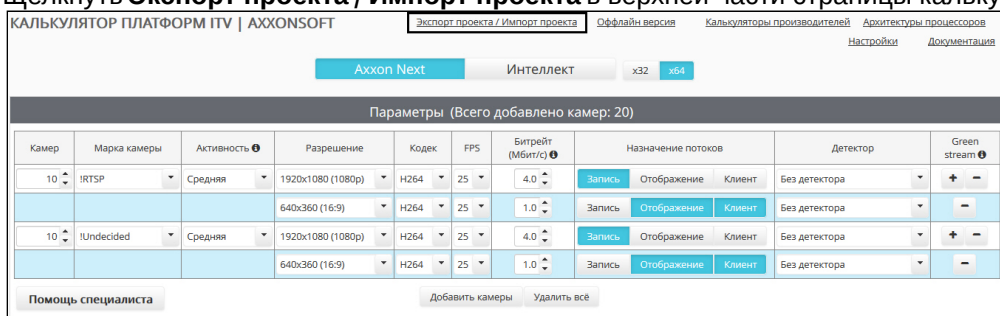 щелкнуть Экспорт проекта / Импорт проекта в верхней части страницы кальку
КАЛЬКУЛЯТОР ПЛАТФОРМ ITV | AXXONSOFT Экспорт проекта / Импорт проекта Оффлайн версия Калькуляторы производителей Архитектуры процессоров
Настройки Документация
Axxon Next Интеллект x32 x64
Параметры (Всего добавлено камер: 20)
Камер Марка камеры Активность Разрешение Кодек FPS Битрейт (Мбит/с) Назначение потоков Детектор Green stream
10 !RTSP Средняя 1920x1080 (1080p) H264 25 4.0 Запись Отображение Клиент Без детектора + −
640x360 (16:9) H264 25 1.0 Запись Отображение Клиент Без детектора −
10 !Undecided Средняя 1920x1080 (1080p) H264 25 4.0 Запись Отображение Клиент Без детектора + −
640x360 (16:9) H264 25 1.0 Запись Отображение Клиент Без детектора −
Помощь специалиста Добавить камеры Удалить всё